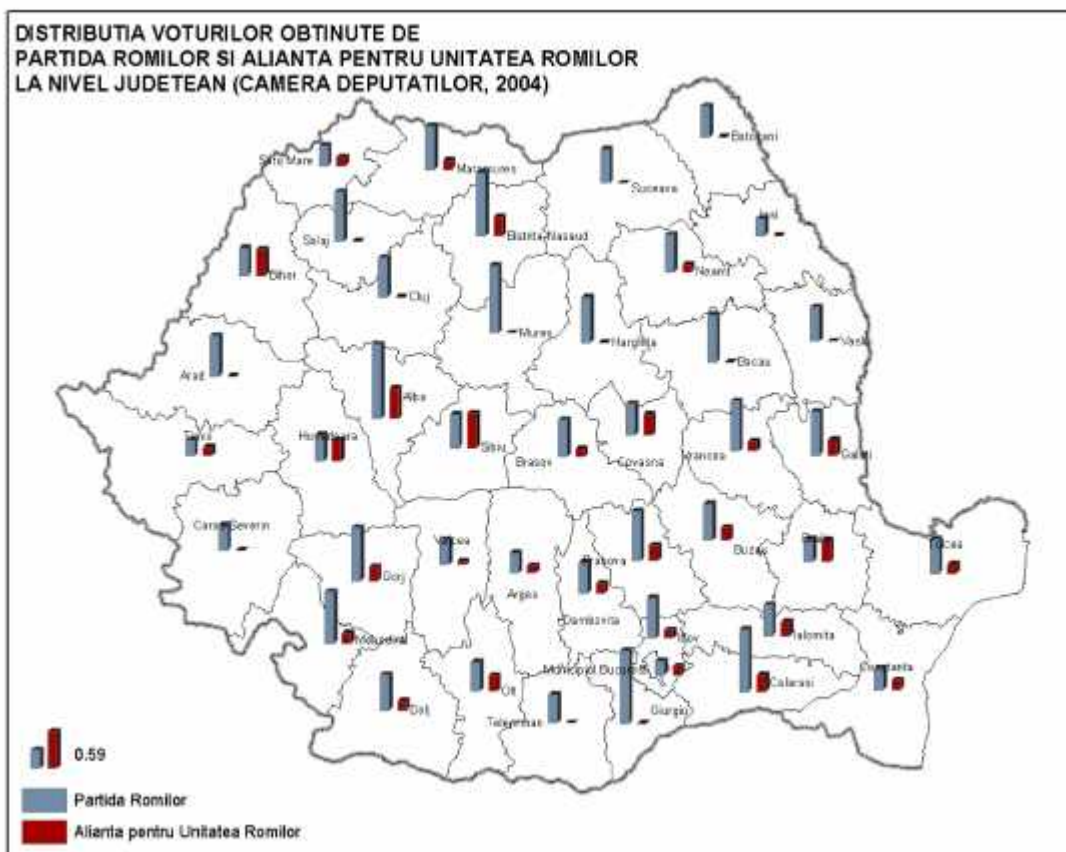 DISTRIBUTIA VOTURILOR OBTINUTE DE
PARTIDA ROMILOR SI ALIANTA PENTRU UNITATEA ROMILOR
LA NIVEL JUDETEAN (CAMERA DEPUTATILOR, 2004)
Botosani
Satu Mare
Maramures
Suceava
Iasi
Salaj
Bistrita-Nasaud
Neamt
Bihor
Cluj
Mures
Harghita
Bacau
Vaslui
Arad
Alba
Timis
Hunedoara
Sibiu
Brasov
Covasna
Vrancea
Galati
Caras-Severin
Valcea
Prahova
Buzau
Braila
Tulcea
Gorj
Arges
Dambovita
Mehedinti
Ilfov
Ialomita
Municipiul Bucuresti
Calarasi
Constanta
Dolj
Olt
Teleorman
Giurgiu
0.59
Partida Romilor
Alianta pentru Unitatea Romilor